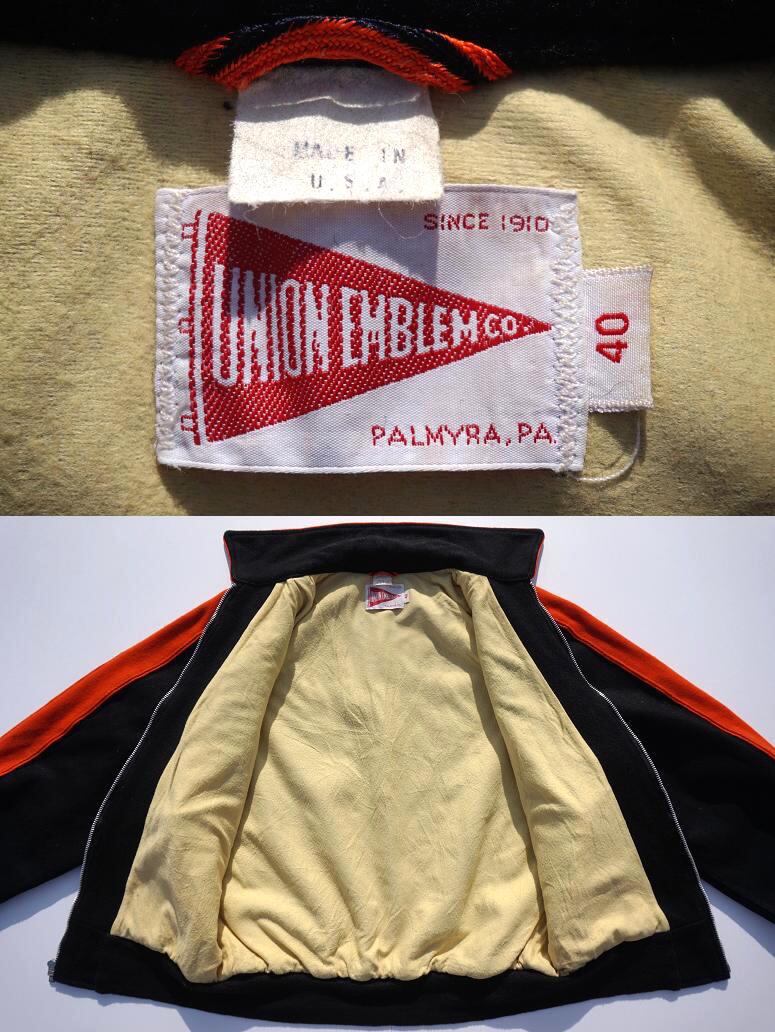 MADE IN
U.S.A.
SINCE 1910
UNION EMBLEM CO.
PALMYRA, PA.
40